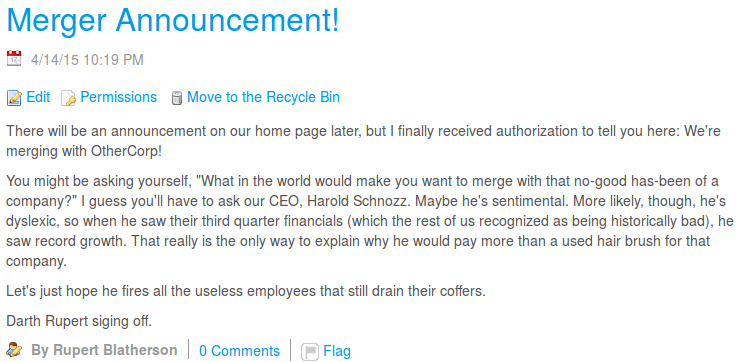 Merger Announcement!
4/14/15 10:19 PM
Edit Permissions Move to the Recycle Bin
There will be an announcement on our home page later, but I finally received authorization to tell you here: We're
merging with OtherCorp!
You might be asking yourself, "What in the world would make you want to merge with that no-good has-been of a
company?" I guess you'll have to ask our CEO, Harold Schnozz. Maybe he's sentimental. More likely, though, he's
dyslexic, so when he saw their third quarter financials (which the rest of us recognized as being historically bad), he
saw record growth. That really is the only way to explain why he would pay more than a used hair brush for that
company.
Let's just hope he fires all the useless employees that still drain their coffers.
Darth Rupert siging off.
By Rupert Blatherson 0 Comments Flag